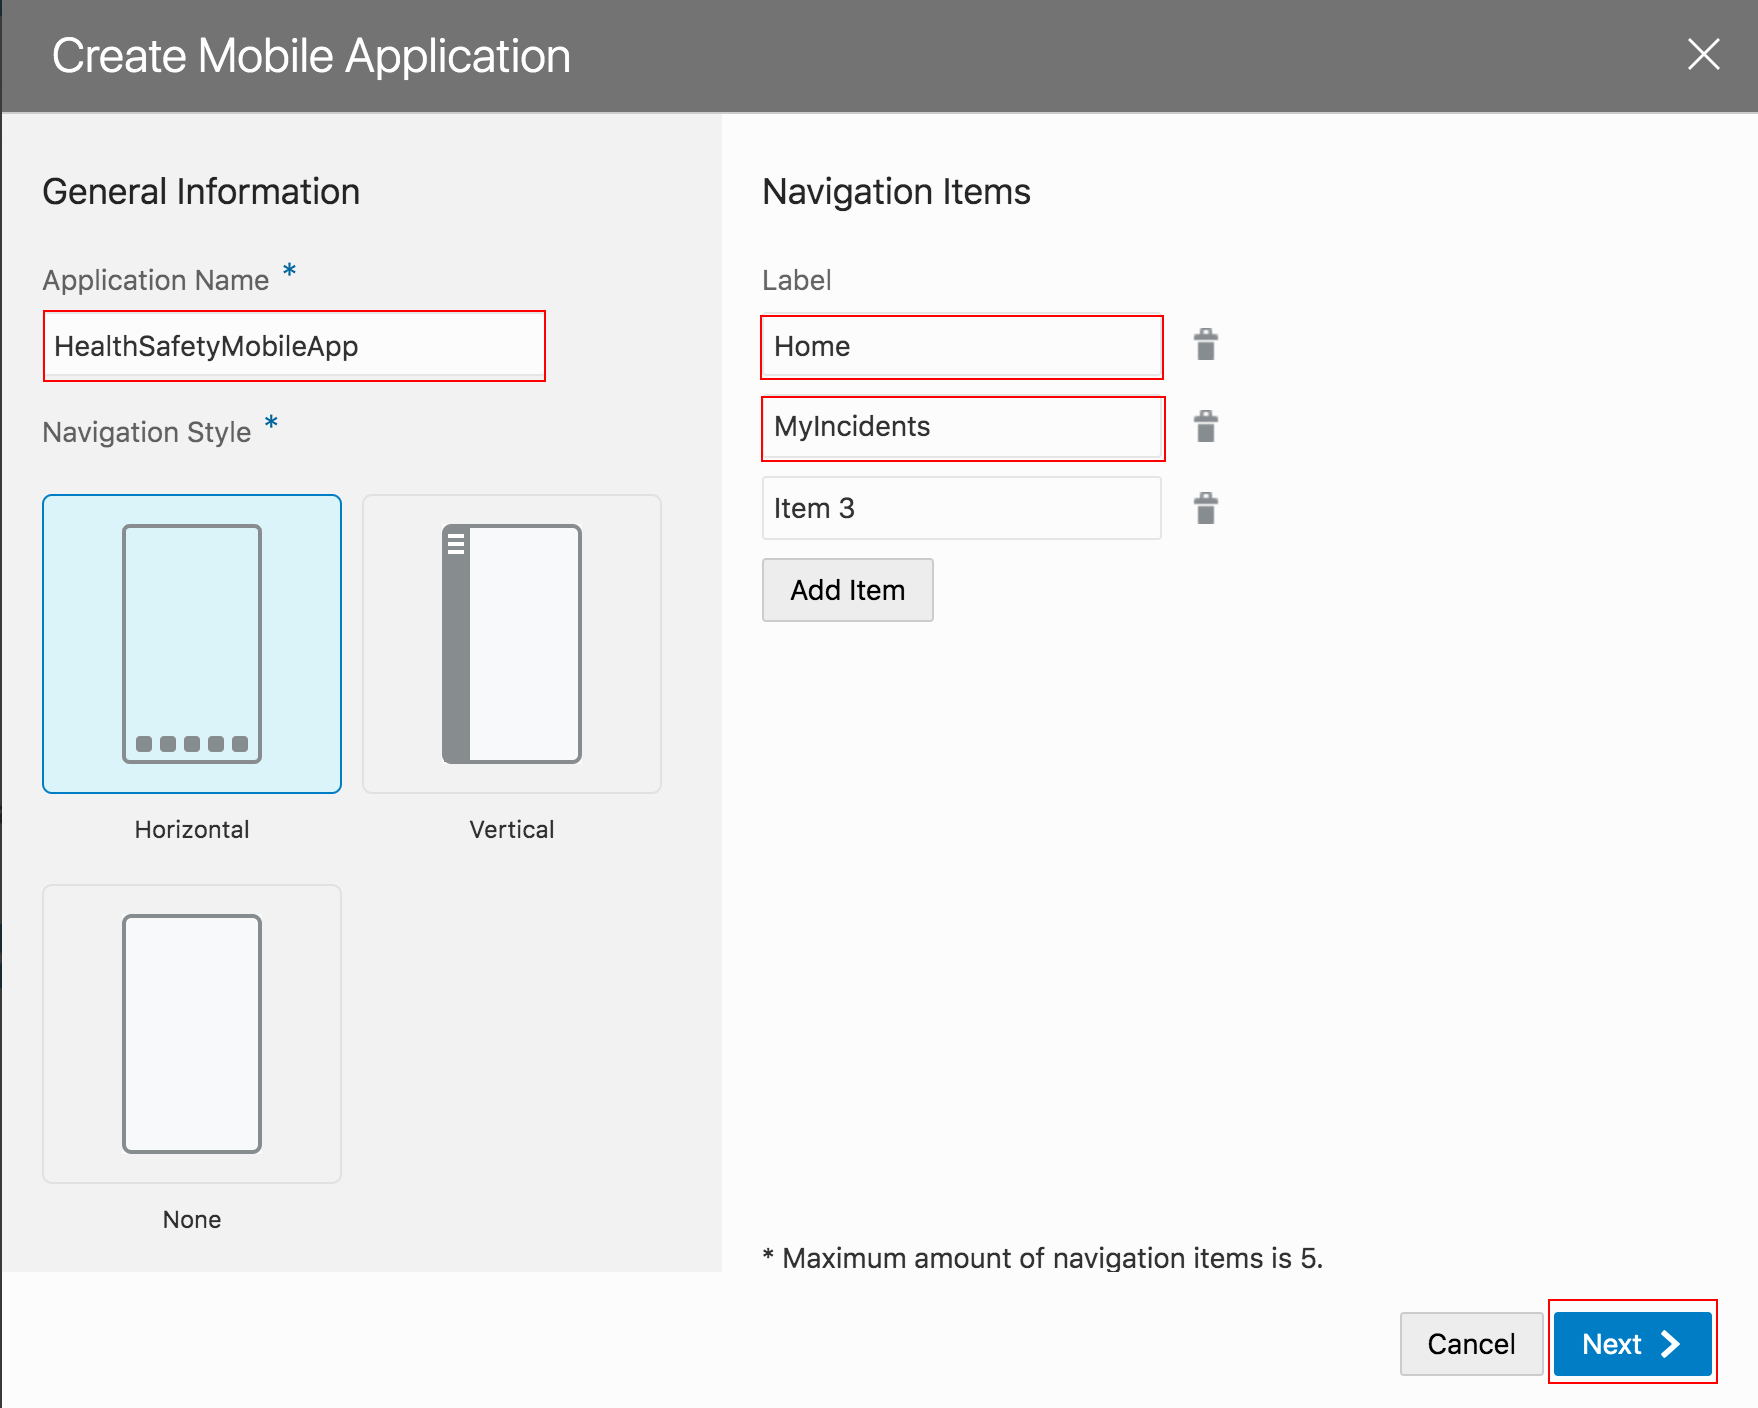 Create Mobile Application
General Information
Application Name *
HealthSafetyMobileApp
Navigation Style *
Horizontal
Vertical
None
Navigation Items
Label
Home
MyIncidents
Item 3
Add Item
* Maximum amount of navigation items is 5.
Cancel
Next